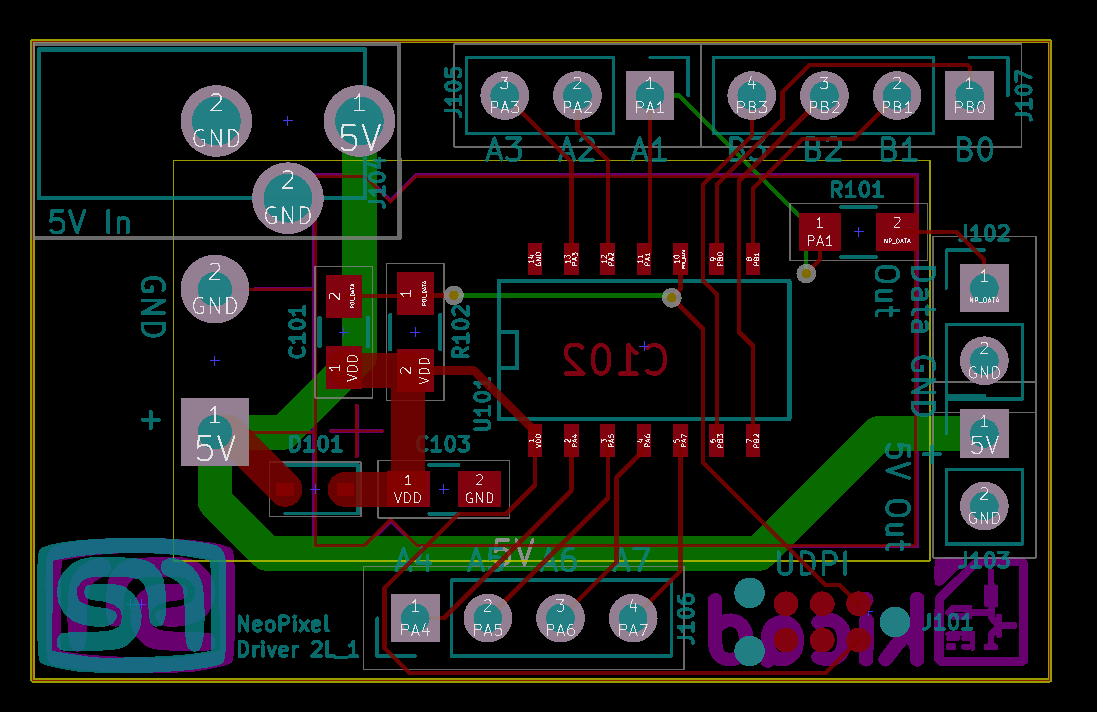 J105
3
PA3
2
PA2
1
PA1
4
PB3
3
PB2
2
PB1
1
PB0
J107
2
GND
1
5V
A3
A2
A1
B3
B2
B1
B0
J104
2
GND
5V In
R101
1
PA1
2
NP_DATA
J102
14
GND
13
PA3
12
PA2
11
PA1
10
9
PB0
8
PB1
Data Out
1
NP_DATA
2
GND
GND
2
GND
C101
2
PUI_DATA
1
VDD
1
PUI_DATA
2
VDD
R102
C102
U101
GND
+
1
5V
D101
C103
1
VDD
2
GND
1
VDD
2
PA4
3
PA5
4
PA6
5
PA7
6
PB3
7
PB2
+
5V Out
1
5V
2
GND
J103
5V
A4
A5
A6
A7
UDPI
1
PA4
2
PA5
3
PA6
4
PA7
J106
J101
NeoPixel
Driver 2L_1
kicad